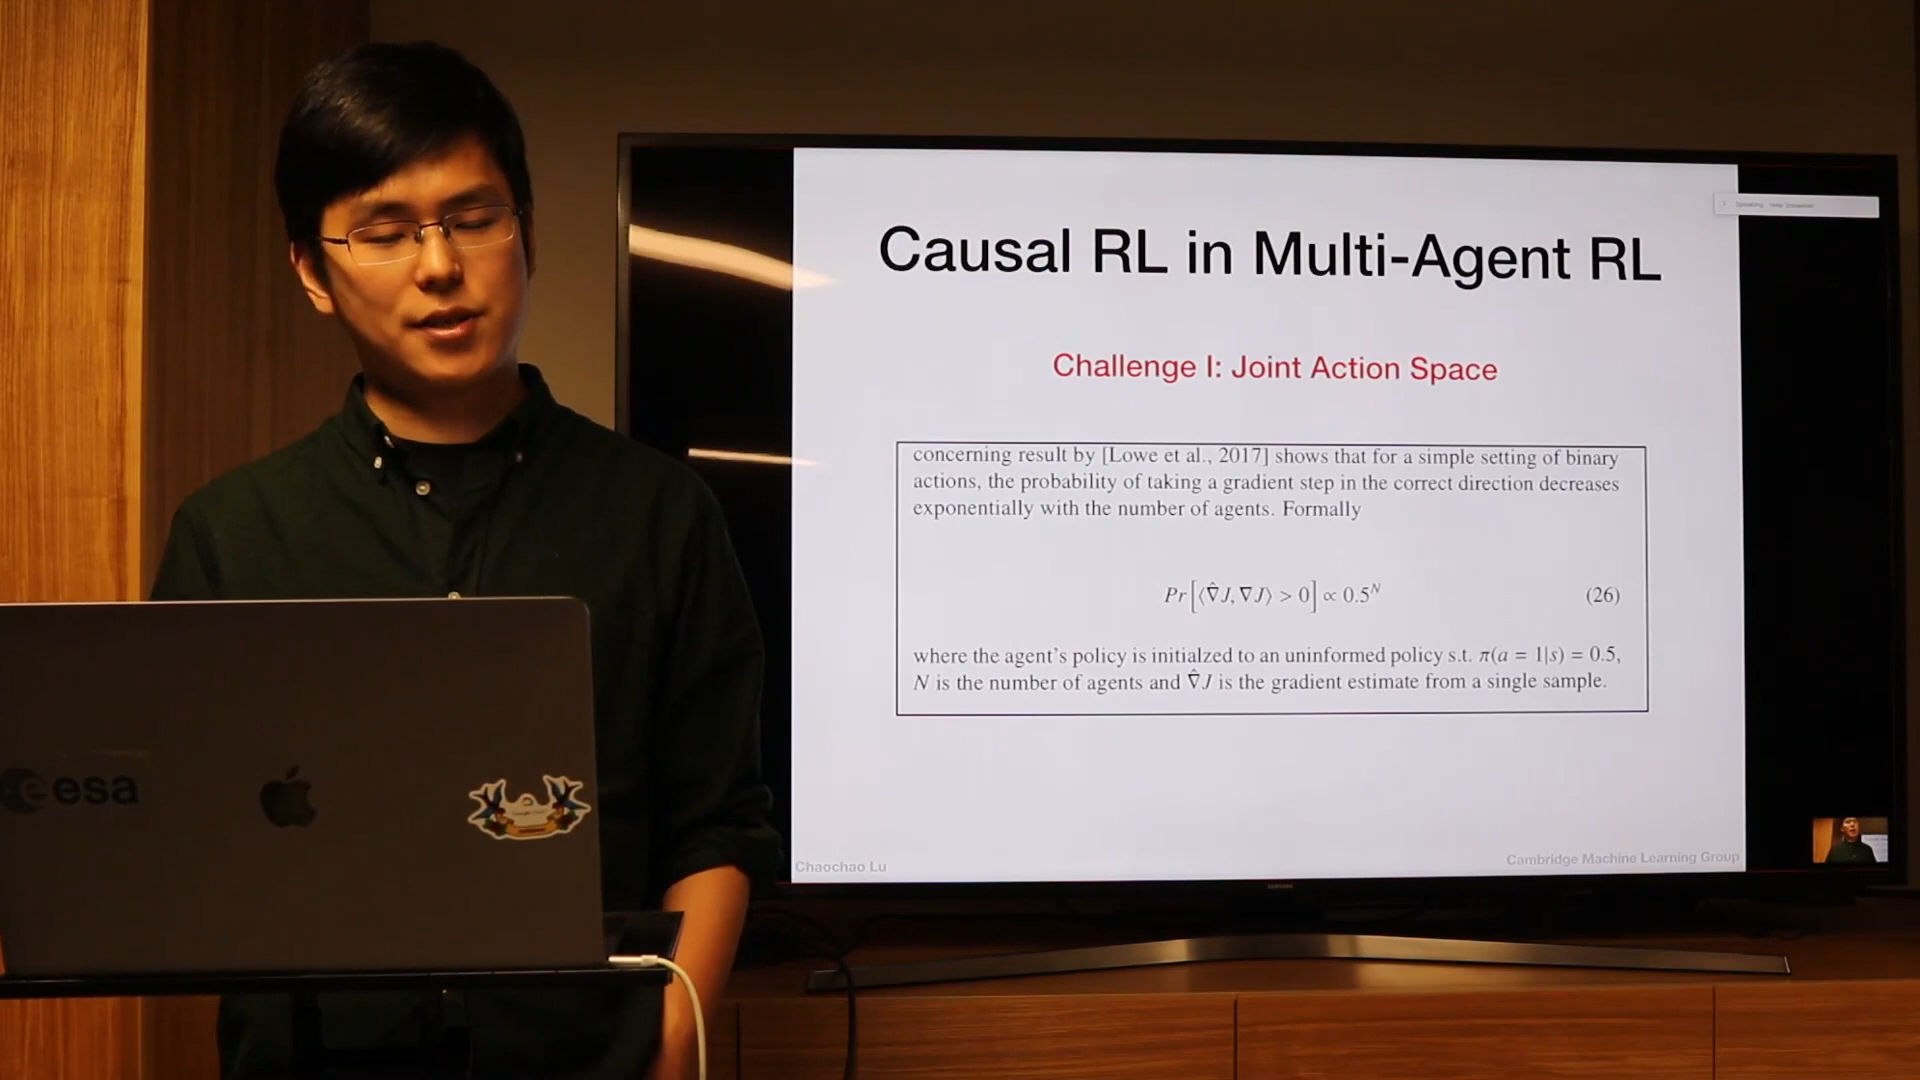 Causal RL in Multi-Agent RL
Challenge I: Joint Action Space
concerning result by [Lowe et al., 2017] shows that for a simple setting of binary
actions, the probability of taking a gradient step in the correct direction decreases
exponentially with the number of agents. Formally
Pr[⟨∇̂J, ∇J⟩ > 0] ∝ 0.5^N (26)
where the agent's policy is initialzed to an uninformed policy s.t. π(a = 1|s) = 0.5,
N is the number of agents and ∇̂J is the gradient estimate from a single sample.
Chaochao Lu
Cambridge Machine Learning Group
esa
SAMSUNG